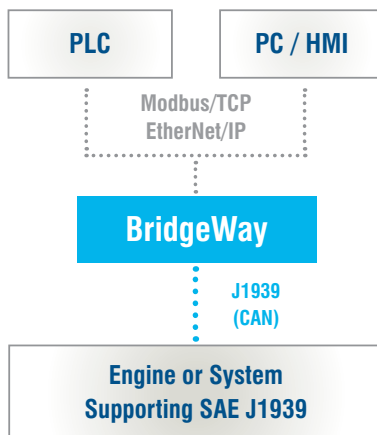 PLC
PC / HMI
Modbus/TCP
EtherNet/IP
BridgeWay
J1939
(CAN)
Engine or System
Supporting SAE J1939